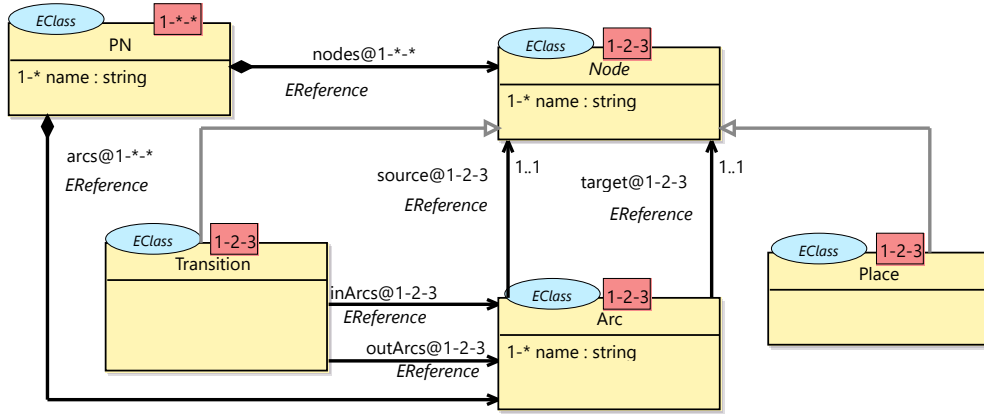 EClass
1-*-*
PN
1-* name : string
nodes@1-*-*
EReference
EClass
1-2-3
Node
1-* name : string
arcs@1-*-*
EReference
source@1-2-3
1..1
EReference
target@1-2-3
1..1
EReference
EClass
1-2-3
Transition
inArcs@1-2-3
EReference
outArcs@1-2-3
EReference
EClass
1-2-3
Arc
1-* name : string
EClass
1-2-3
Place